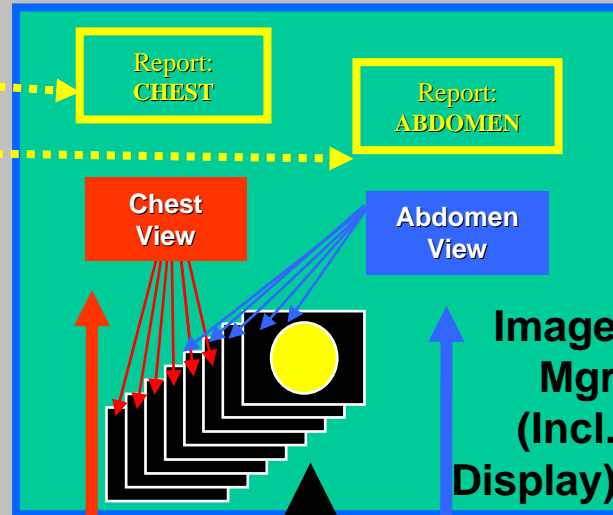 Report:
CHEST
Report:
ABDOMEN
Chest
View
Abdomen
View
Image
Mgr
(Incl.
Display)